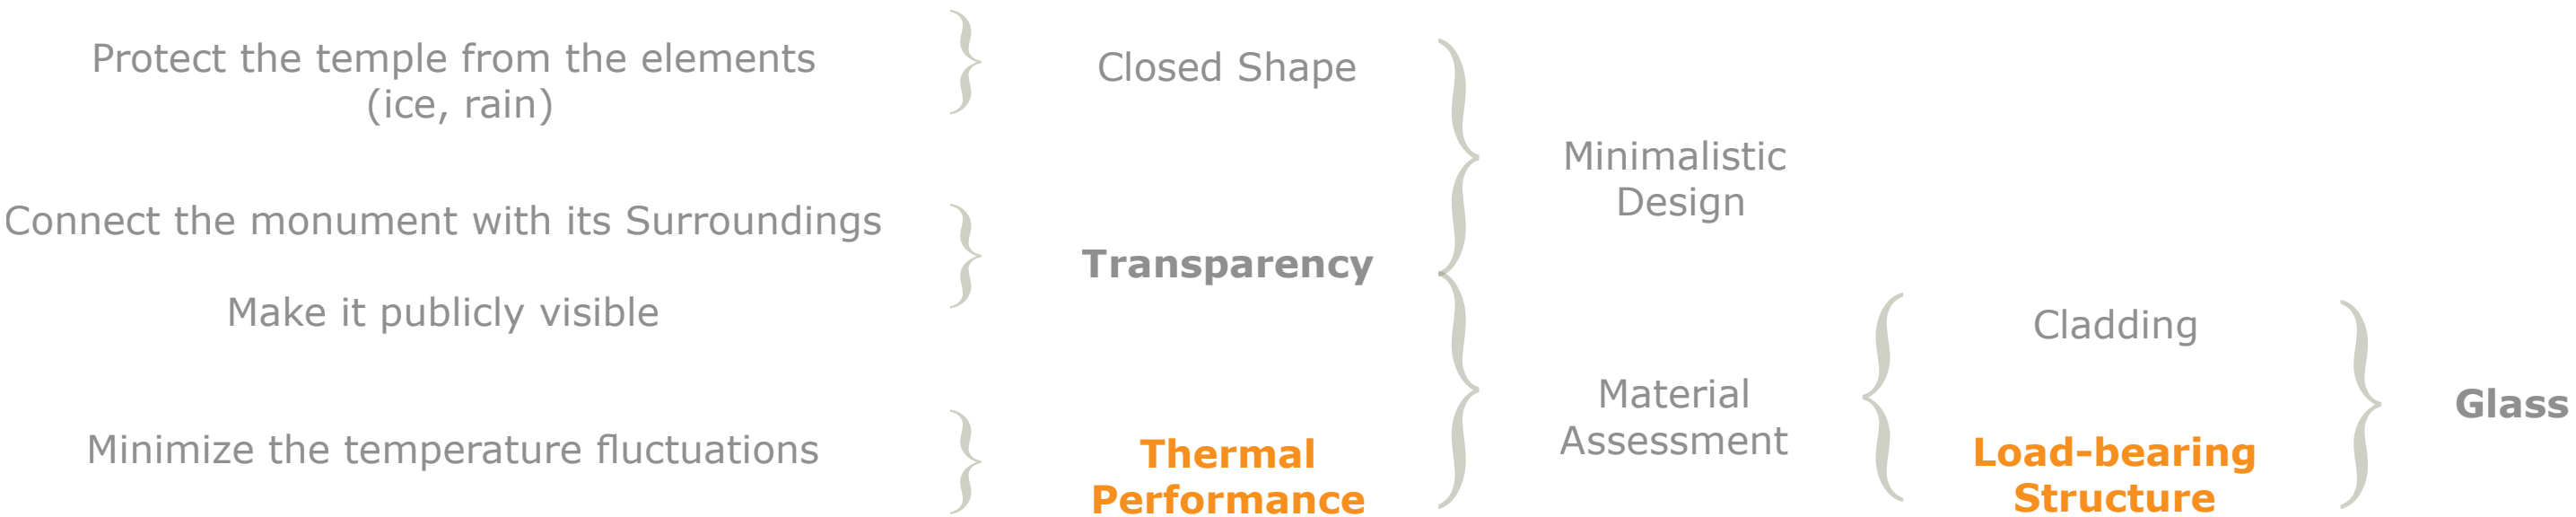 Protect the temple from the elements
(ice, rain)
Connect the monument with its Surroundings
Make it publicly visible
Minimize the temperature fluctuations
Closed Shape
Transparency
Thermal
Performance
Minimalistic
Design
Material
Assessment
Cladding
Load-bearing
Structure
Glass